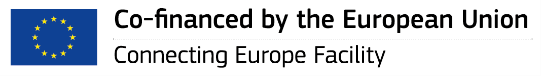 Co-financed by the European Union
Connecting Europe Facility